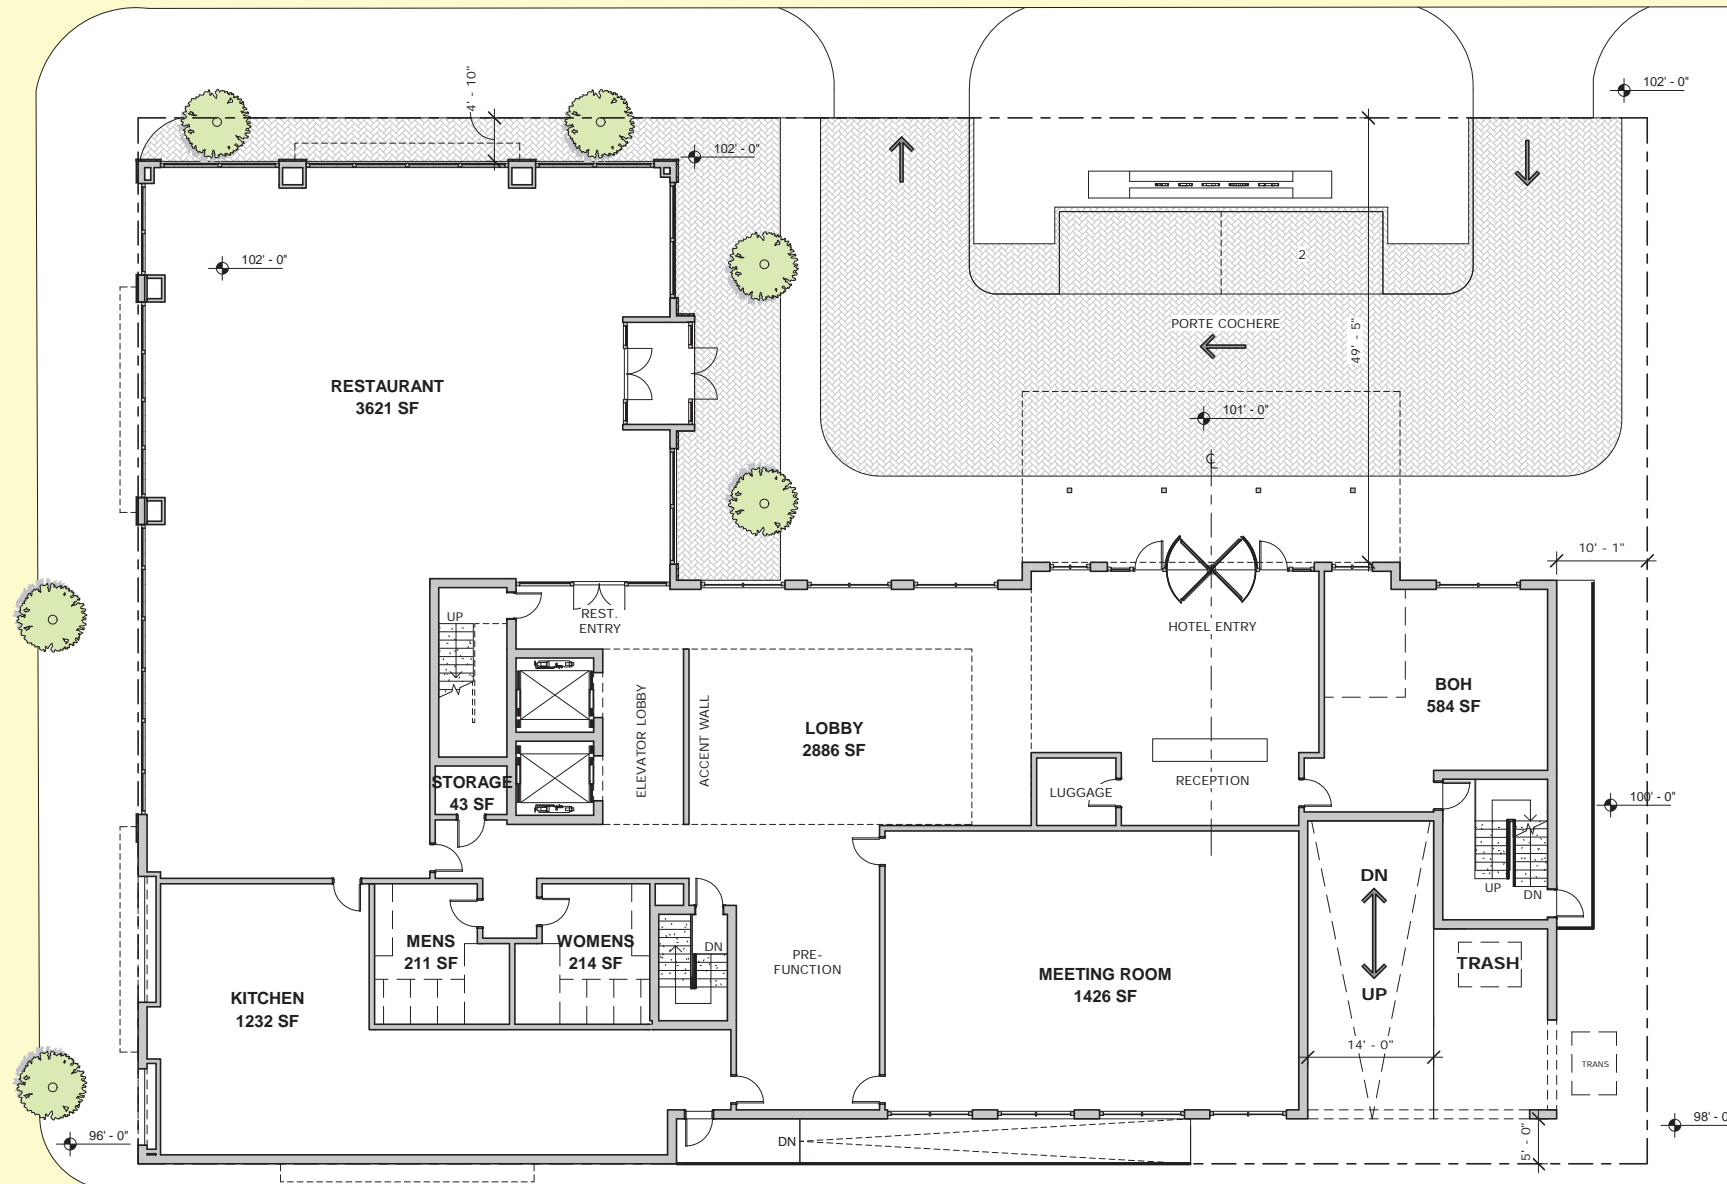 102' - 0"
4' - 10"
102' - 0"
102' - 0"
2
PORTE COCHERE
49' - 5"
RESTAURANT
3621 SF
101' - 0"
10' - 1"
UP
REST.
ENTRY
HOTEL ENTRY
ELEVATOR LOBBY
ACCENT WALL
LOBBY
2886 SF
BOH
584 SF
STORAGE
43 SF
LUGGAGE
RECEPTION
100' - 0"
DN
UP
DN
MENS
211 SF
WOMENS
214 SF
DN
PRE-
FUNCTION
MEETING ROOM
1426 SF
UP
TRASH
KITCHEN
1232 SF
14' - 0"
TRANS
96' - 0"
DN
5' - 0"
98' - 0